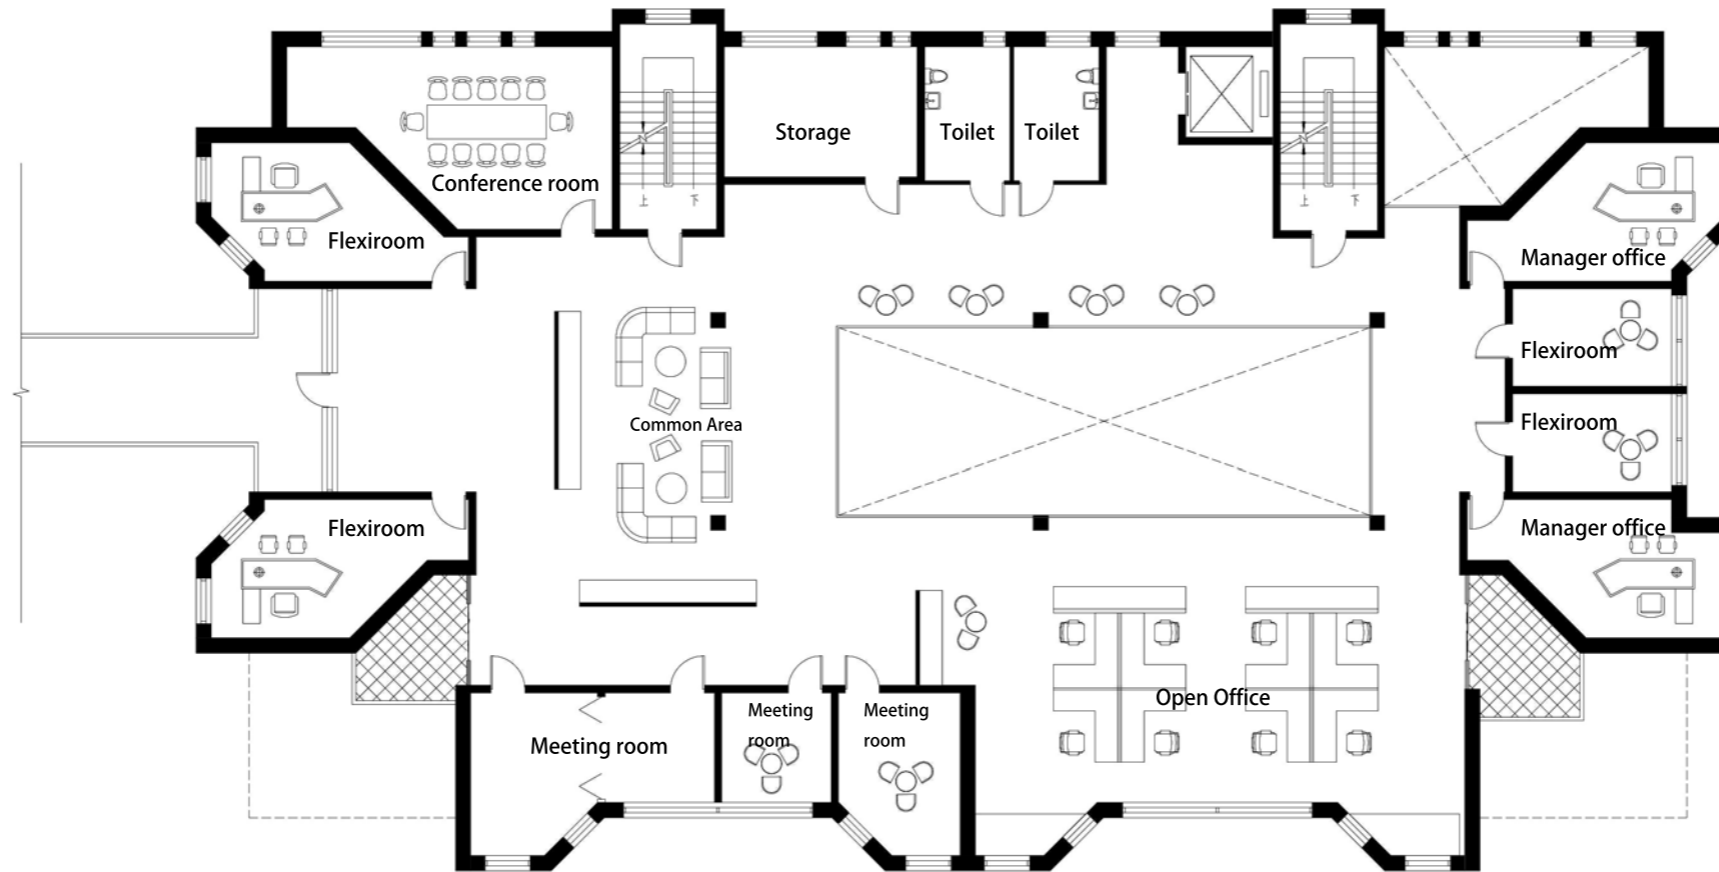 Storage
Toilet
Toilet
Conference room
上
下
上
下
Flexiroom
Manager office
Flexiroom
Common Area
Flexiroom
Flexiroom
Manager office
Open Office
Meeting
room
Meeting
room
Meeting room